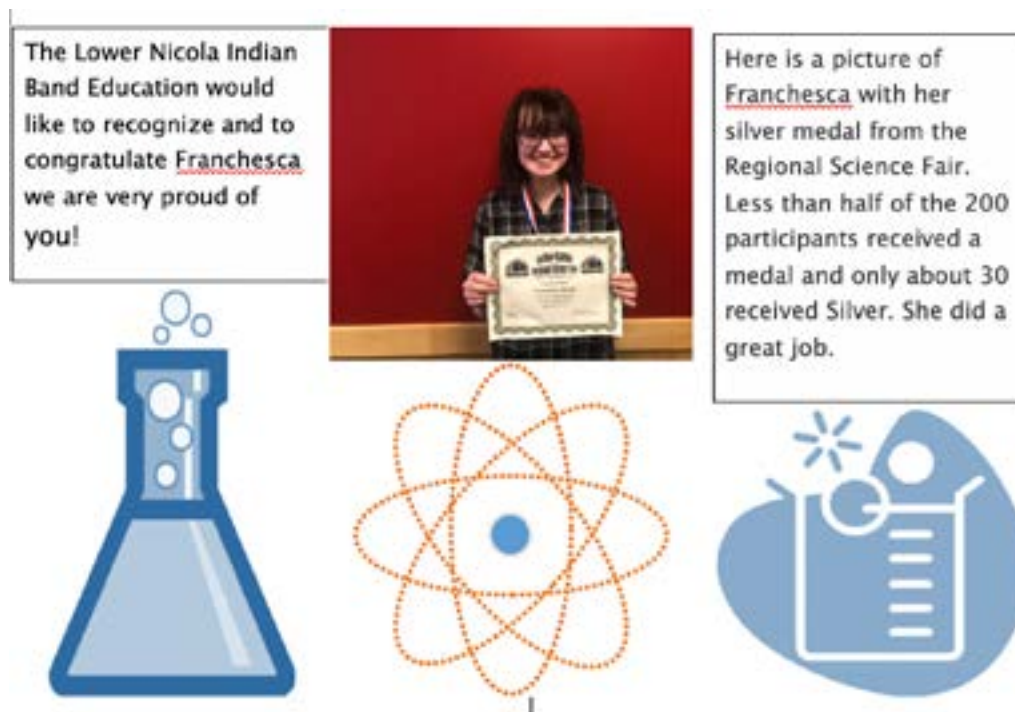 The Lower Nicola Indian
Band Education would
like to recognize and to
congratulate Franchesca
we are very proud of
you!
Here is a picture of
Franchesca with her
silver medal from the
Regional Science Fair.
Less than half of the 200
participants received a
medal and only about 30
received Silver. She did a
great job.